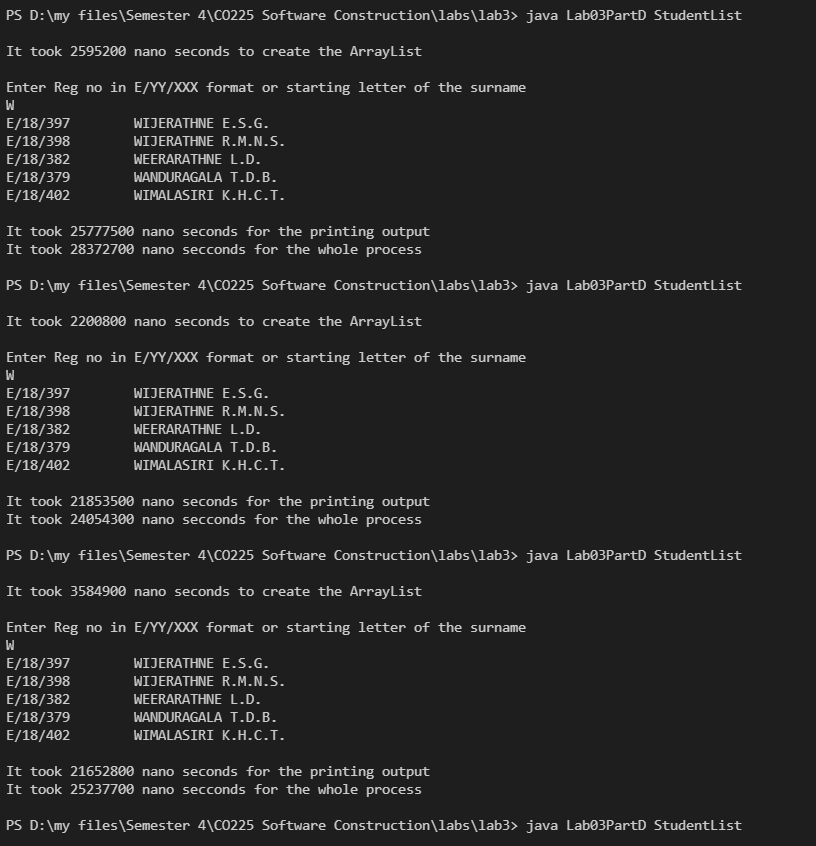 PS D:\my files\Semester 4\CO225 Software Construction\labs\lab3> java Lab03PartD StudentList
It took 2595200 nano seconds to create the ArrayList
Enter Reg no in E/YY/XXX format or starting letter of the surname
W
E/18/397 WIJERATHNE E.S.G.
E/18/398 WIJERATHNE R.M.N.S.
E/18/382 WEERARATHNE L.D.
E/18/379 WANDURAGALA T.D.B.
E/18/402 WIMALASIRI K.H.C.T.
It took 25777500 nano seconds for the printing output
It took 28372700 nano secconds for the whole process
PS D:\my files\Semester 4\CO225 Software Construction\labs\lab3> java Lab03PartD StudentList
It took 2200800 nano seconds to create the ArrayList
Enter Reg no in E/YY/XXX format or starting letter of the surname
W
E/18/397 WIJERATHNE E.S.G.
E/18/398 WIJERATHNE R.M.N.S.
E/18/382 WEERARATHNE L.D.
E/18/379 WANDURAGALA T.D.B.
E/18/402 WIMALASIRI K.H.C.T.
It took 21853500 nano seconds for the printing output
It took 24054300 nano secconds for the whole process
PS D:\my files\Semester 4\CO225 Software Construction\labs\lab3> java Lab03PartD StudentList
It took 3584900 nano seconds to create the ArrayList
Enter Reg no in E/YY/XXX format or starting letter of the surname
W
E/18/397 WIJERATHNE E.S.G.
E/18/398 WIJERATHNE R.M.N.S.
E/18/382 WEERARATHNE L.D.
E/18/379 WANDURAGALA T.D.B.
E/18/402 WIMALASIRI K.H.C.T.
It took 21652800 nano seconds for the printing output
It took 25237700 nano secconds for the whole process
PS D:\my files\Semester 4\CO225 Software Construction\labs\lab3> java Lab03PartD StudentList